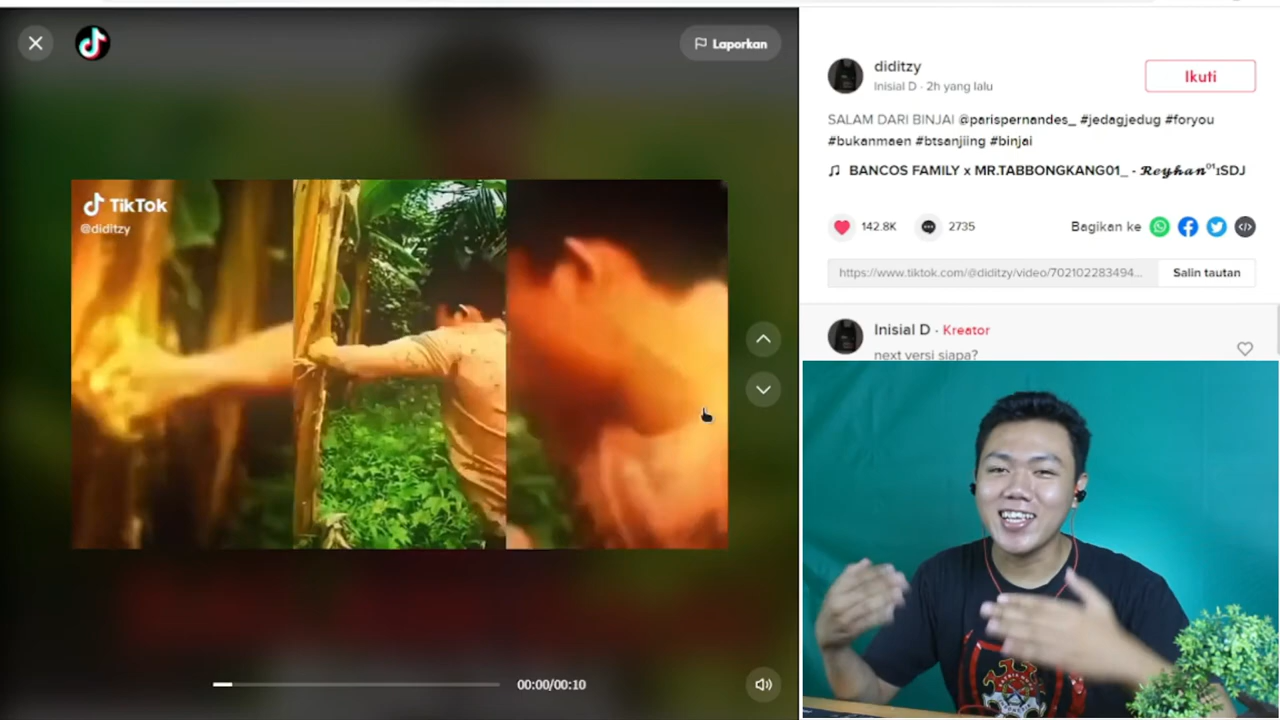 Laporkan
TikTok
@diditzy
00:00/00:10
diditzy
Inisial D · 2h yang lalu
Ikuti
SALAM DARI BINJAI @parispernandes_ #jedagjedug #foryou
#bukanmaen #btsanjiing #binjai
BANCOS FAMILY x MR.TABBONGKANG01_ - 𝓡𝓮𝔂𝓱𝓪𝓷⁰¹ıSDJ
142.8K
2735
Bagikan ke
https://www.tiktok.com/@diditzy/video/702102283494...
Salin tautan
Inisial D · Kreator
next versi siapa?